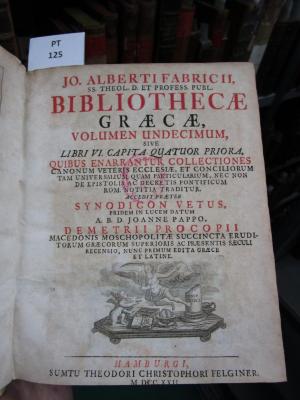 PT
125
JO. ALBERTI FABRICII,
SS. THEOL. D. ET PROFESS. PUBL.
BIBLIOTHECÆ
GRÆCÆ,
VOLUMEN UNDECIMUM,
SIVE
LIBRI VI. CAPITA QUATUOR PRIORA,
QUIBUS ENARRANTUR COLLECTIONES
CANONUM VETERIS ECCLESIÆ, ET CONCILIORUM
TAM UNIVERSALIUM, QUAM PARTICULARIUM, NEC NON
DE EPISTOLIS AC DECRETIS PONTIFICUM
ROM. NOTITIA TRADITUR.
ACCEDIT PRÆTER
SYNODICON VETUS,
PRIDEM IN LUCEM DATUM
A B. D. JOANNE PAPPO,
DEMETRII PROCOPII
MACEDONIS MOSCHOPOLITÆ SUCCINCTA ERUDI-
TORUM GRÆCORUM SUPERIORIS AC PRÆSENTIS SÆCULI
RECENSIO, NUNC PRIMUM EDITA GRÆCE
ET LATINE.
HAMBURGI,
SUMTU THEODORI CHRISTOPHORI FELGINER.
M DCC XXII